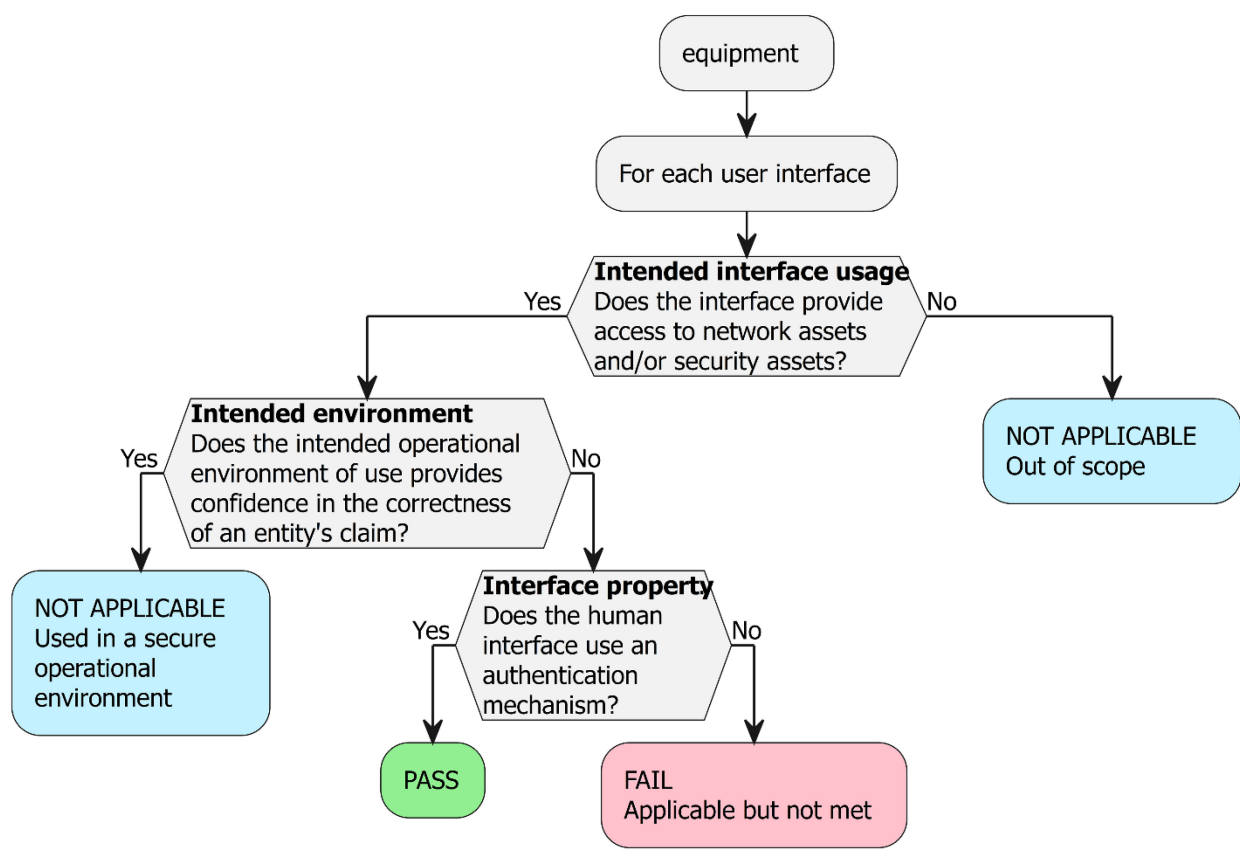 equipment
For each user interface
Intended interface usage
Does the interface provide
access to network assets
and/or security assets?
Yes
No
Intended environment
Does the intended operational
environment of use provides
confidence in the correctness
of an entity's claim?
Yes
No
NOT APPLICABLE
Out of scope
NOT APPLICABLE
Used in a secure
operational
environment
Interface property
Does the human
interface use an
authentication
mechanism?
Yes
No
PASS
FAIL
Applicable but not met